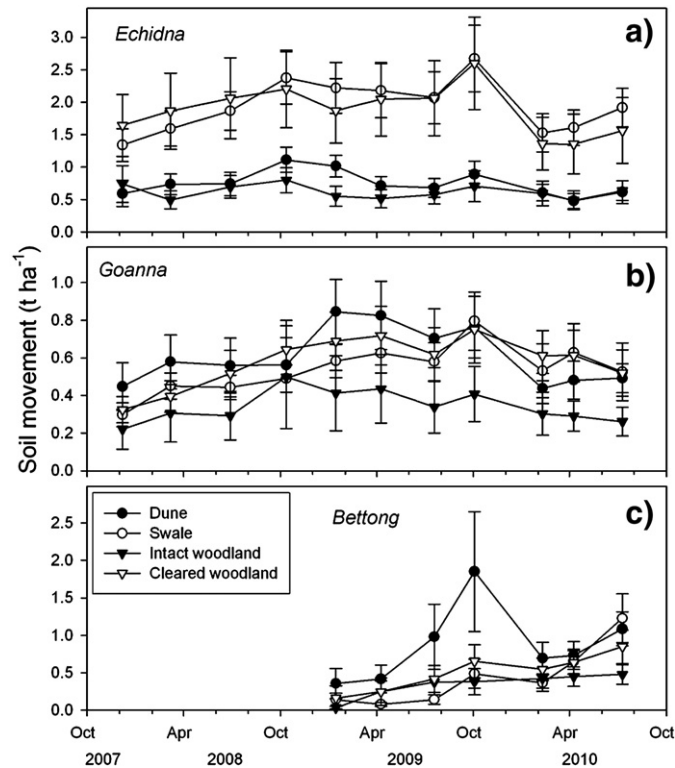 Echidna
a)
3.0
2.5
2.0
1.5
1.0
0.5
0.0
Goanna
b)
1.0
0.8
0.6
0.4
0.2
0.0
Soil movement (t ha⁻¹)
Dune
Swale
Intact woodland
Cleared woodland
Bettong
c)
2.5
2.0
1.5
1.0
0.5
0.0
Oct Apr Oct Apr Oct Apr Oct
2007 2008 2009 2010